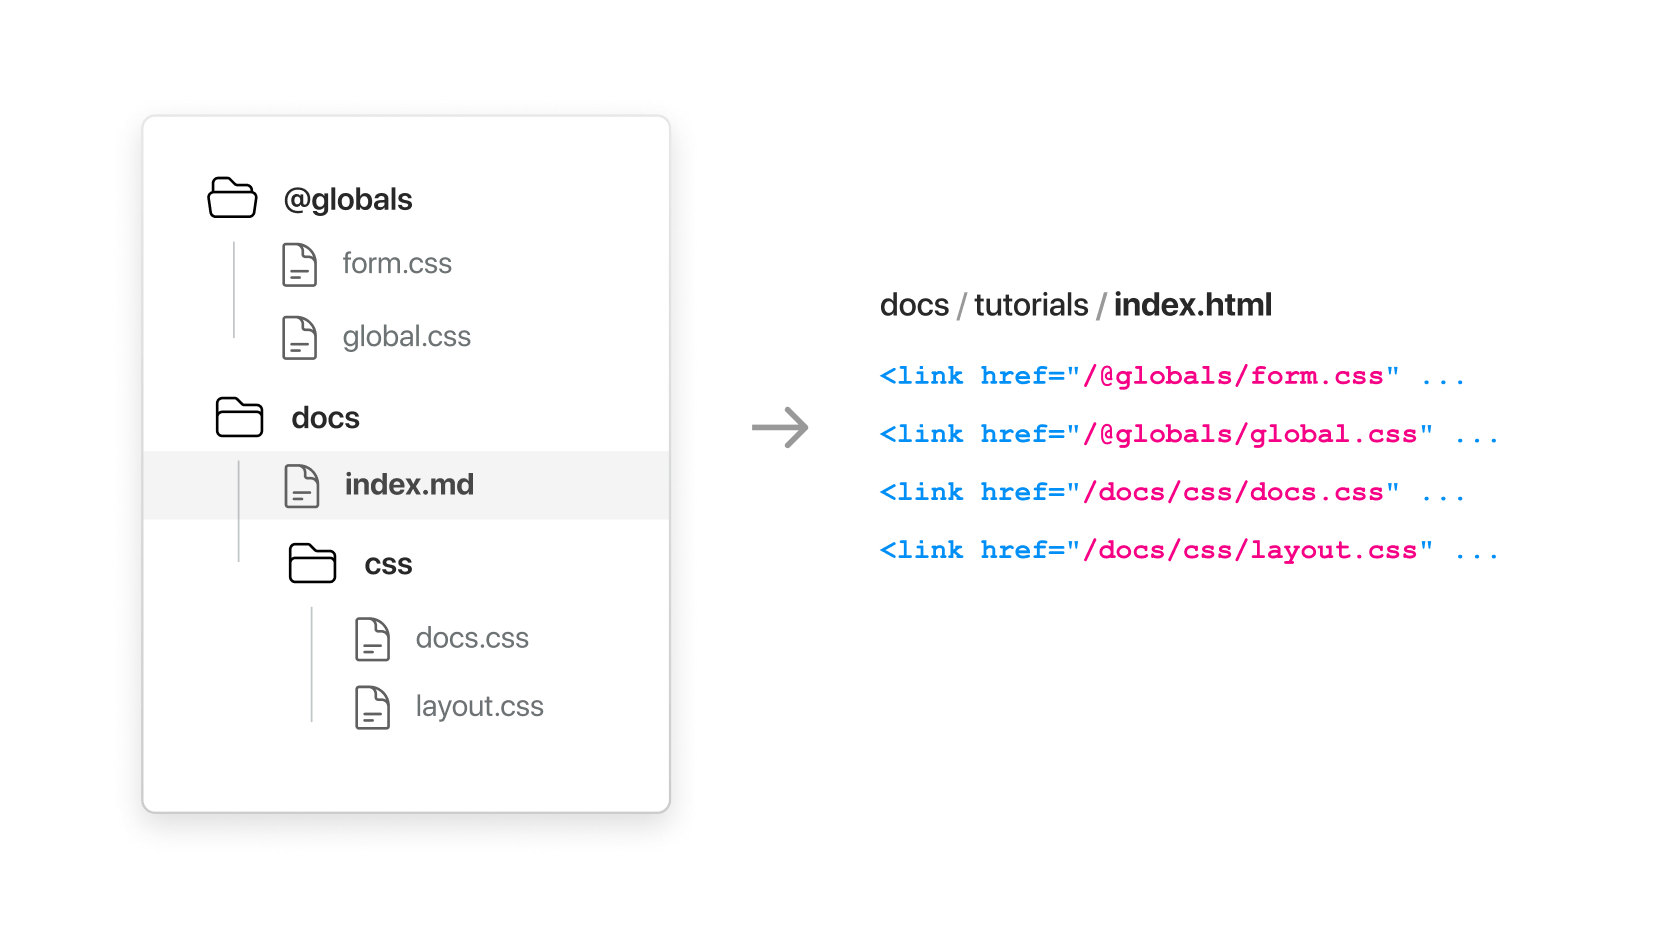 @globals
form.css
global.css
docs
index.md
css
docs.css
layout.css
docs / tutorials / index.html
<link href="/@globals/form.css" ...
<link href="/@globals/global.css" ...
<link href="/docs/css/docs.css" ...
<link href="/docs/css/layout.css" ...